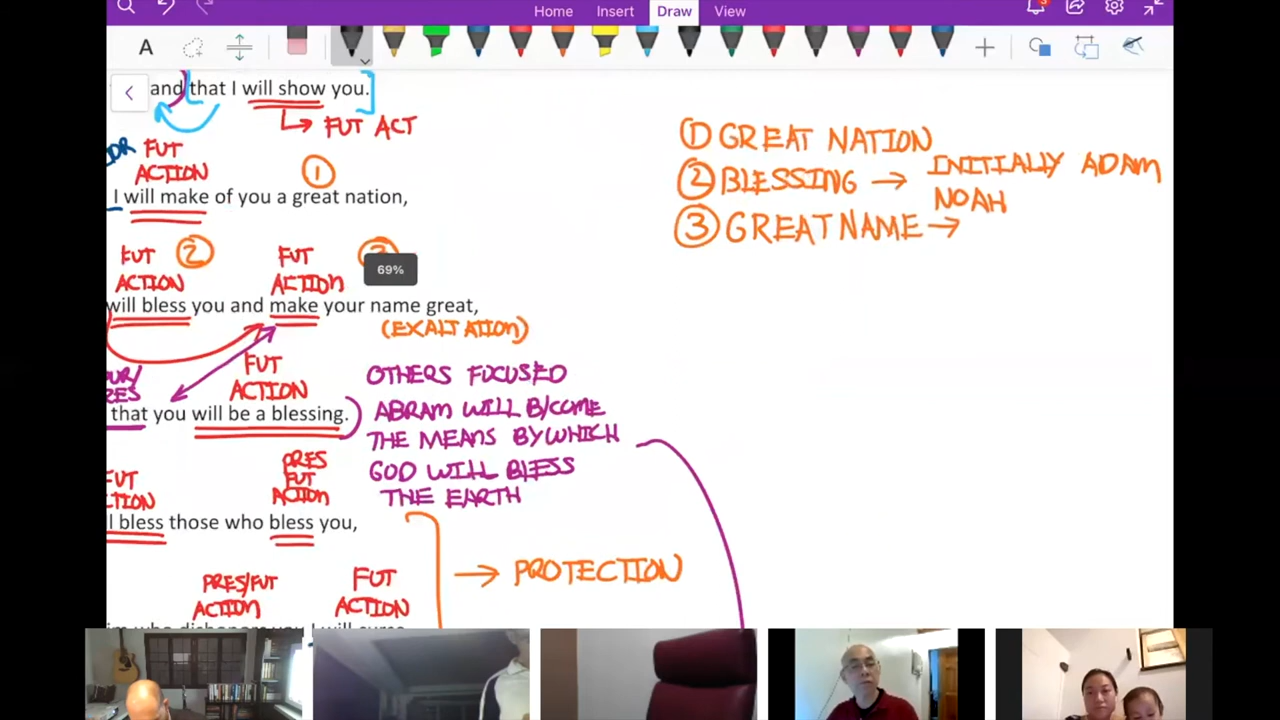 Home Insert Draw View
and that I will show you.
FUT ACT
FUT
ACTION
①
I will make of you a great nation,
FUT
ACTION
②
FUT
ACTION
69%
will bless you and make your name great,
(EXALTATION)
FUT
ACTION
that you will be a blessing.
OTHERS FOCUSED
ABRAM WILL B/COME
THE MEANS BY WHICH
GOD WILL BLESS
THE EARTH
PRES
FUT
ACTION
bless those who bless you,
PROTECTION
PRES/FUT
ACTION
FUT
ACTION
① GREAT NATION
② BLESSING → INITIALLY ADAM
NOAH
③ GREAT NAME →